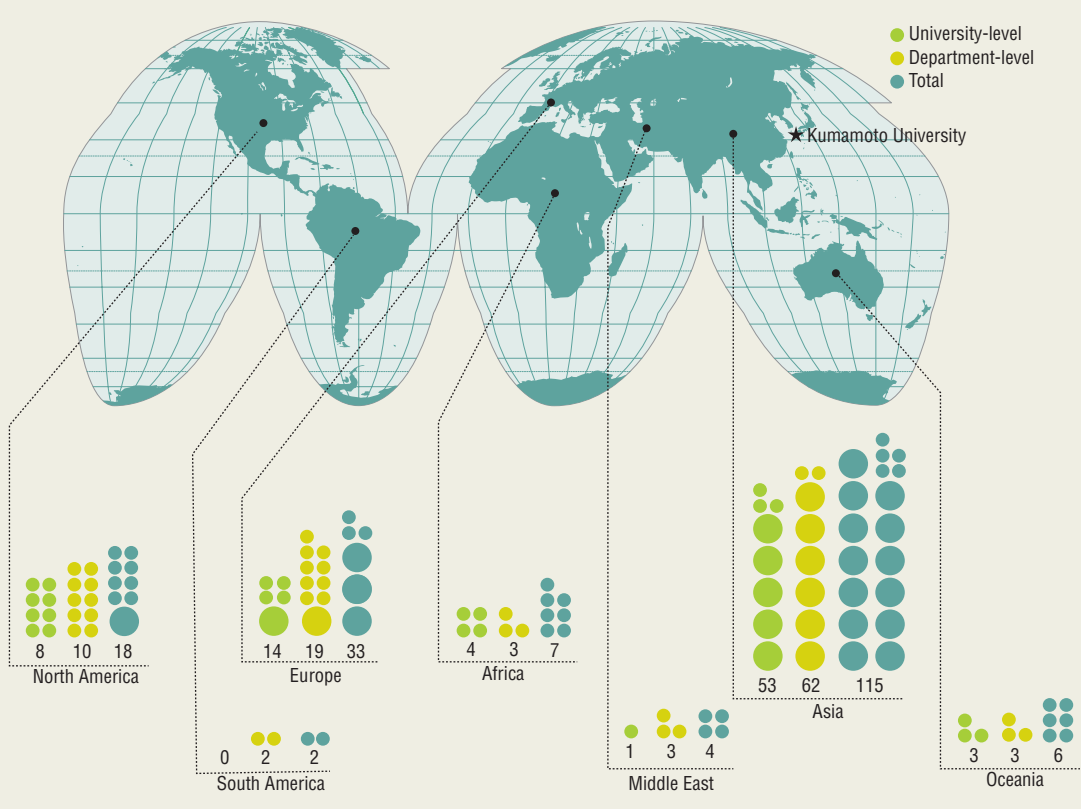 University-level
Department-level
Total
Kumamoto University
8 10 18
North America
14 19 33
Europe
4 3 7
Africa
53 62 115
Asia
0 2 2
South America
1 3 4
Middle East
3 3 6
Oceania